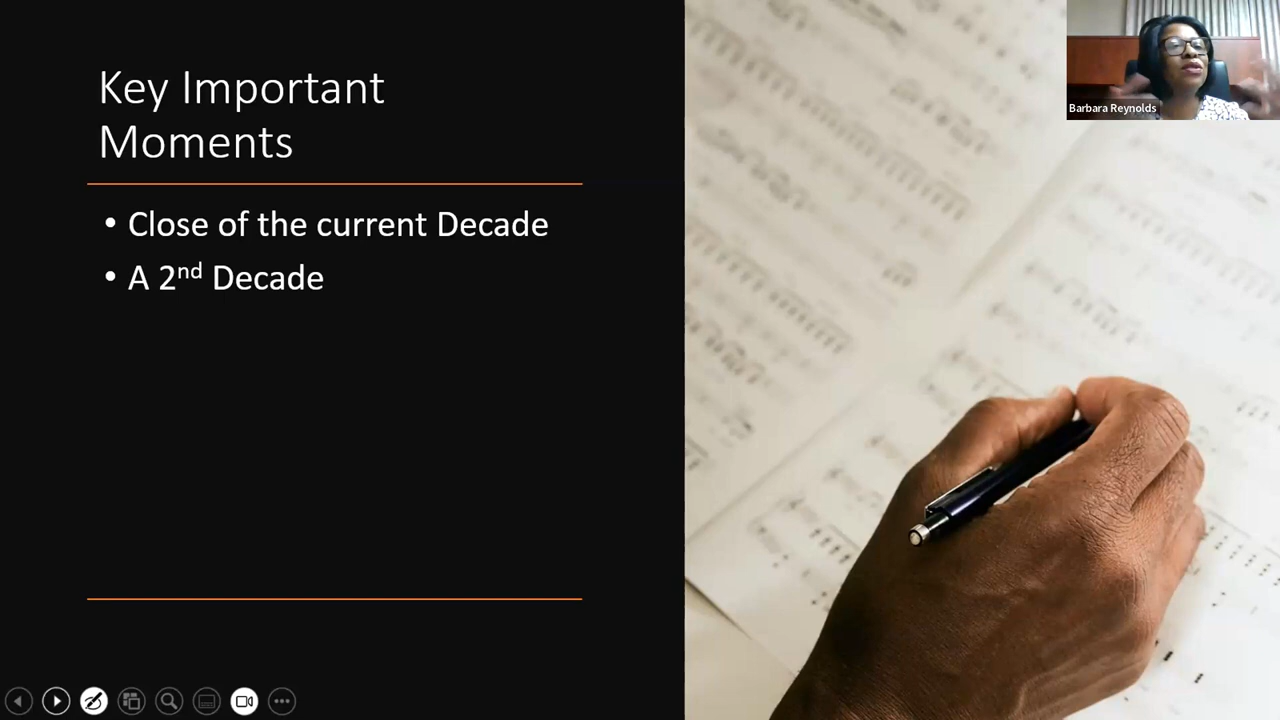 Key Important
Moments
• Close of the current Decade
• A 2nd Decade
Barbara Reynolds